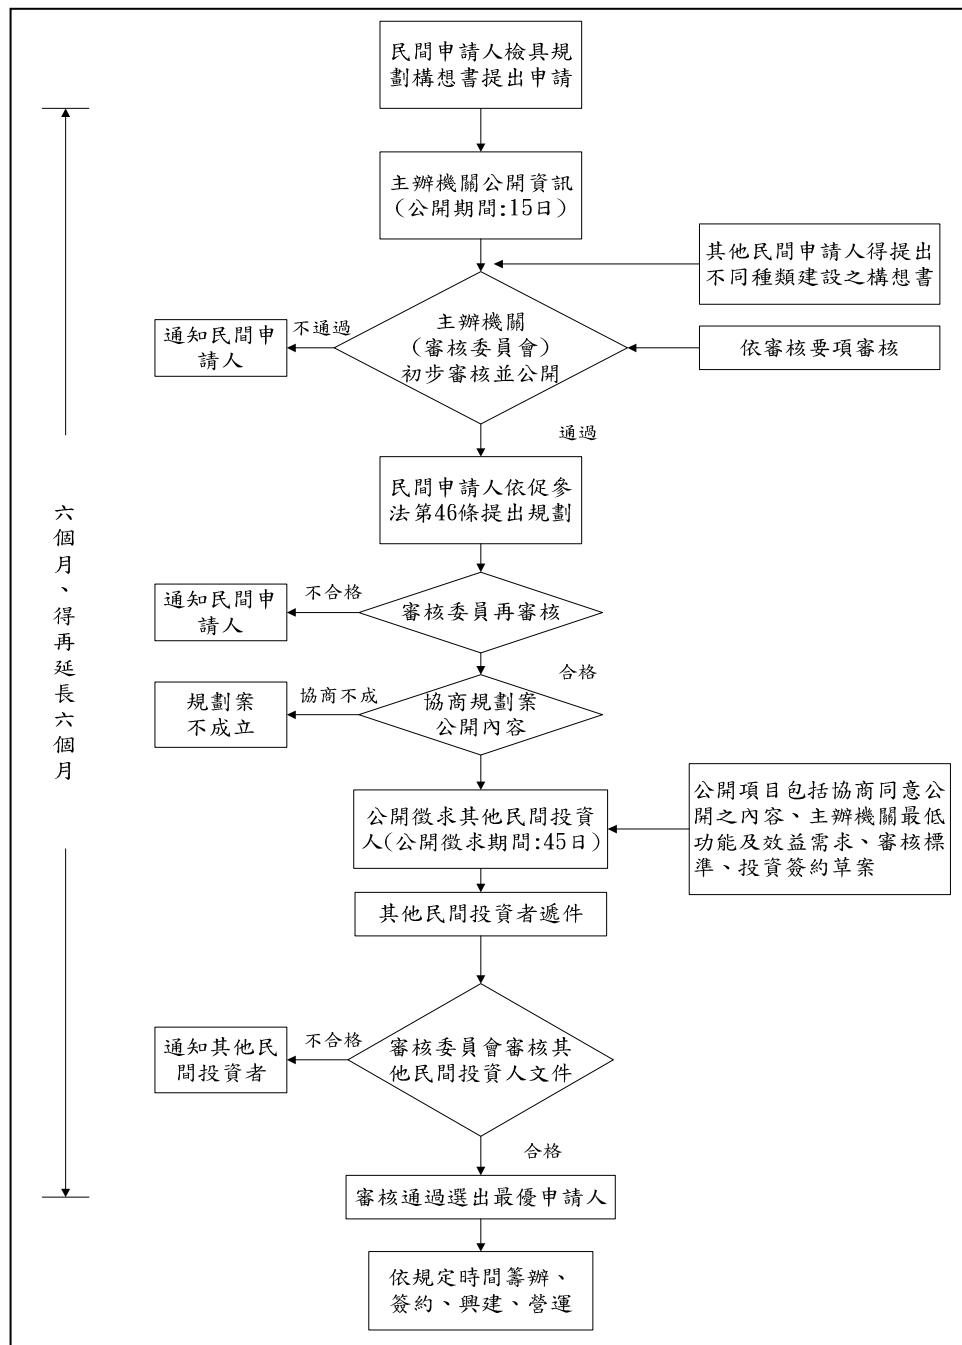 民間申請人檢具規
劃構想書提出申請
主辦機關公開資訊
（公開期間:15日）
其他民間申請人得提出
不同種類建設之構想書
主辦機關
（審核委員會）
初步審核並公開
不通過
通知民間申
請人
依審核要項審核
通過
民間申請人依促參
法第46條提出規劃
審核委員再審核
不合格
通知民間申
請人
合格
協商規劃案
公開內容
協商不成
規劃案
不成立
公開徵求其他民間投資
人(公開徵求期間:45日)
公開項目包括協商同意公
開之內容、主辦機關最低
功能及效益需求、審核標
準、投資簽約草案
其他民間投資者遞件
審核委員會審核其
他民間投資人文件
不合格
通知其他民
間投資者
合格
審核通過選出最優申請人
依規定時間籌辦、
簽約、興建、營運
六個月、得再延長六個月